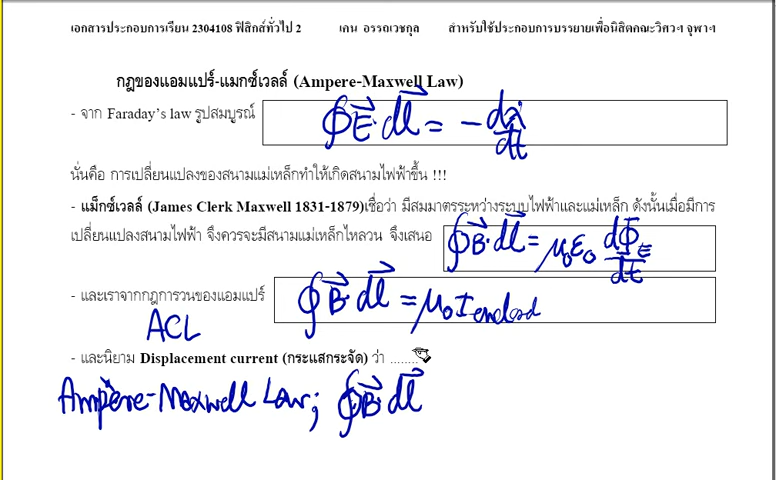 เอกสารประกอบการเรียน 2304108 ฟิสิกส์ทั่วไป 2 เกน อรรถเวชกุล สำหรับใช้ประกอบการบรรยายเพื่อนิสิตคณะวิศวฯ จุฬาฯ
กฎของแอมแปร์-แมกซ์เวลล์ (Ampere-Maxwell Law)
- จาก Faraday's law รูปสมบูรณ์ ∮E⃗·dl⃗ = -dλ/dt
นั่นคือ การเปลี่ยนแปลงของสนามแม่เหล็กทำให้เกิดสนามไฟฟ้าขึ้น !!!
- แม็กซ์เวลล์ (James Clerk Maxwell 1831-1879)เชื่อว่า มีสมมาตรระหว่างระบบไฟฟ้าและแม่เหล็ก ดังนั้นเมื่อมีการ
เปลี่ยนแปลงสนามไฟฟ้า จึงควรจะมีสนามแม่เหล็กไหลวน จึงเสนอ ∮B⃗·dl⃗ = μ₀ε₀ dΦ_E/dt
- และเราจากกฎการวนของแอมแปร์ ∮B⃗·dl⃗ = μ₀Ienclosed
ACL
- และนิยาม Displacement current (กระแสกระจัด) ว่า ........
Ampère-Maxwell Law; ∮B⃗·dl⃗